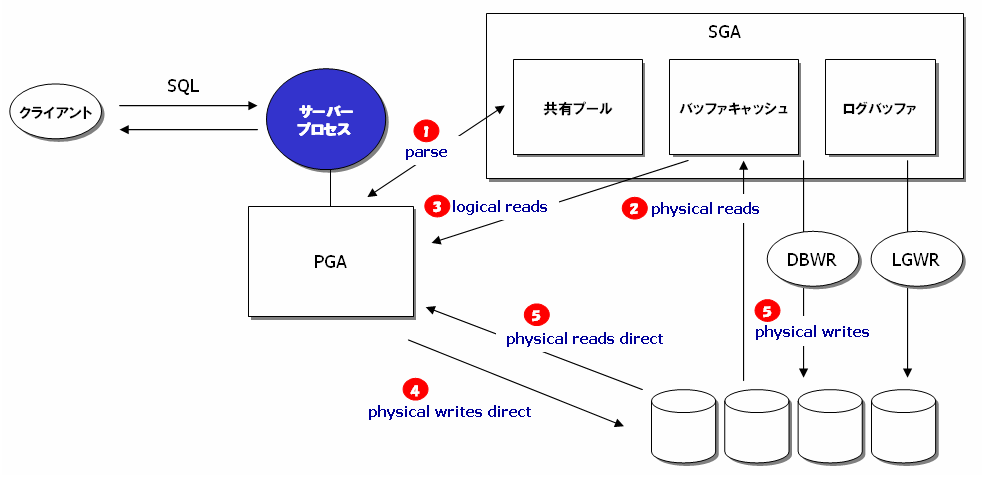 SGA
共有プール
バッファキャッシュ
ログバッファ
クライアント
SQL
サーバー
プロセス
1
parse
3 logical reads
2 physical reads
PGA
DBWR
LGWR
5
physical reads direct
5
physical writes
4
physical writes direct